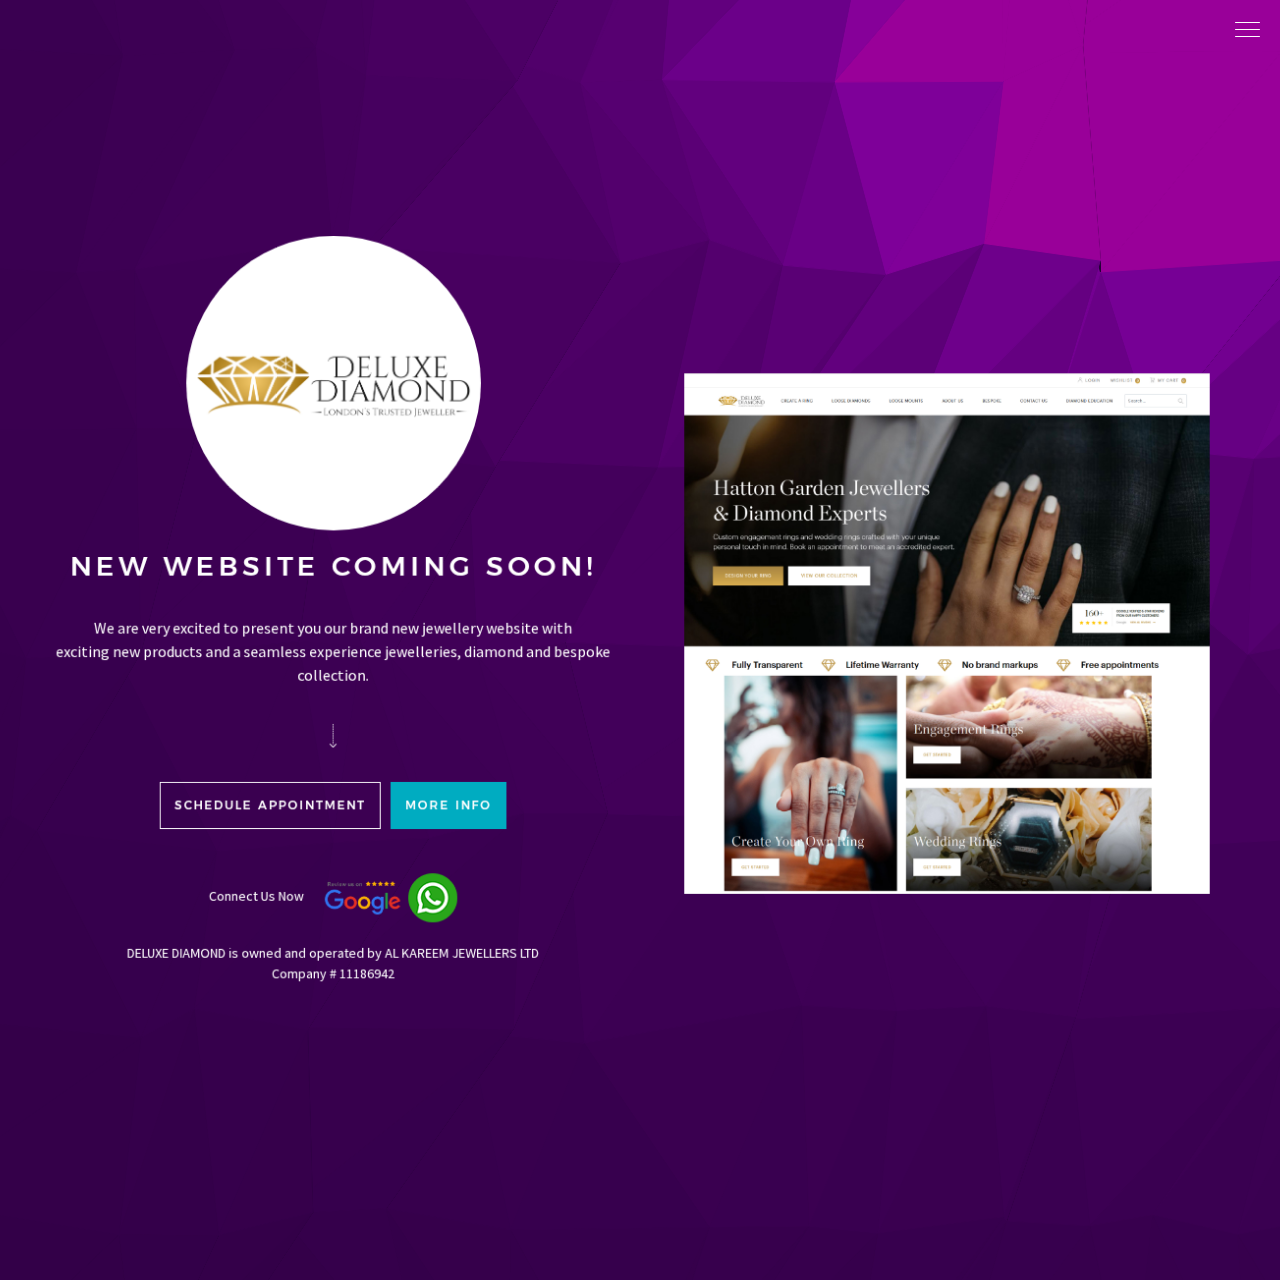 DELUXE
DIAMOND
LONDON'S TRUSTED JEWELLER
NEW WEBSITE COMING SOON!
We are very excited to present you our brand new jewellery website with
exciting new products and a seamless experience jewelleries, diamond and bespoke
collection.
SCHEDULE APPOINTMENT
MORE INFO
Connect Us Now
Review us on
Google
DELUXE DIAMOND is owned and operated by AL KAREEM JEWELLERS LTD
Company # 11186942
LOGIN
WISHLIST
MY CART
DELUXE
DIAMOND
CREATE A RING
LOOSE DIAMONDS
LOOSE MOUNTS
ABOUT US
BESPOKE
CONTACT US
DIAMOND EDUCATION
Search ...
Hatton Garden Jewellers
& Diamond Experts
Custom engagement rings and wedding rings crafted with your unique
personal touch in mind. Book an appointment to meet an accredited expert.
DESIGN YOUR RING
VIEW OUR COLLECTION
160+
FROM OUR HAPPY CUSTOMERS
Fully Transparent
Lifetime Warranty
No brand markups
Free appointments
Create Your Own Ring
GET STARTED
Engagement Rings
GET STARTED
Wedding Rings
GET STARTED